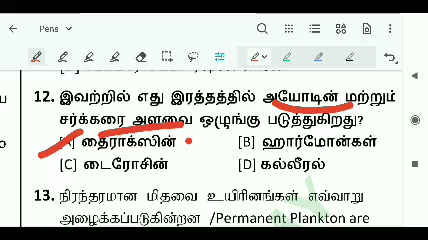 Pens
12. இவற்றில் எது இரத்தத்தில் அயோடின் மற்றும்
சர்க்கரை அளவை ஒழுங்கு படுத்துகிறது?
[A] தைராக்ஸின் [B] ஹார்மோன்கள்
[C] டைரோசின் [D] கல்லீரல்
13. நிரந்தரமான மிதவை உயிரினங்கள் எவ்வாறு
அழைக்கப்படுகின்றன /Permanent Plankton are